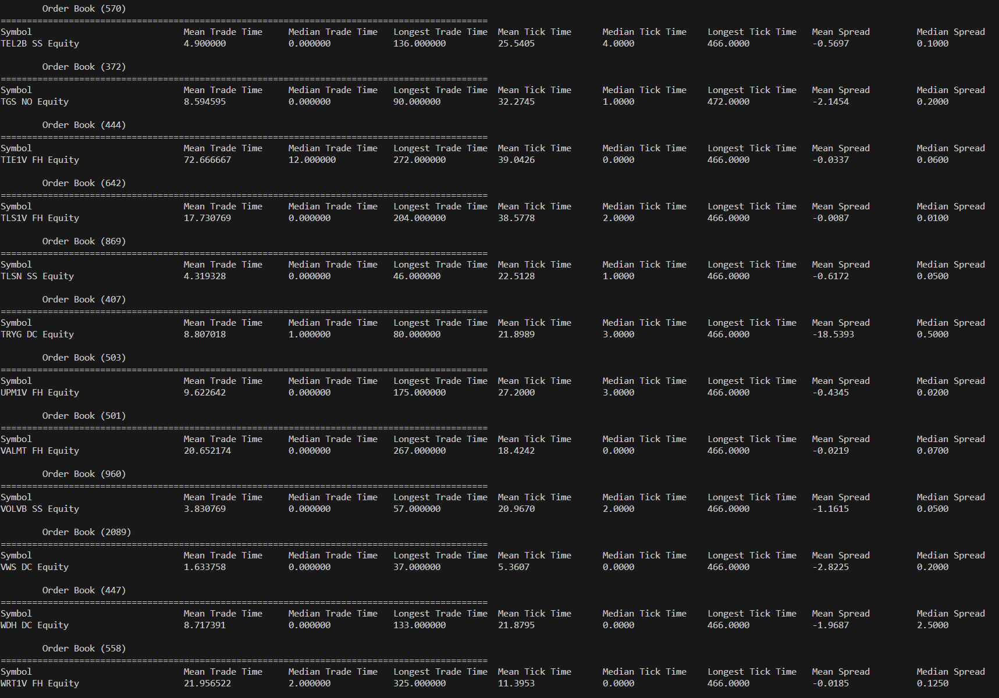 Order Book (570)
=============================================================================================
Symbol Mean Trade Time Median Trade Time Longest Trade Time Mean Tick Time Median Tick Time Longest Tick Time Mean Spread Median Spread
TEL2B SS Equity 4.900000 0.000000 136.000000 25.5405 4.0000 466.0000 -0.5697 0.1000
Order Book (372)
=============================================================================================
Symbol Mean Trade Time Median Trade Time Longest Trade Time Mean Tick Time Median Tick Time Longest Tick Time Mean Spread Median Spread
TGS NO Equity 8.594595 0.000000 90.000000 32.2745 1.0000 472.0000 -2.1454 0.2000
Order Book (444)
=============================================================================================
Symbol Mean Trade Time Median Trade Time Longest Trade Time Mean Tick Time Median Tick Time Longest Tick Time Mean Spread Median Spread
TIE1V FH Equity 72.666667 12.000000 272.000000 39.0426 0.0000 466.0000 -0.0337 0.0600
Order Book (642)
=============================================================================================
Symbol Mean Trade Time Median Trade Time Longest Trade Time Mean Tick Time Median Tick Time Longest Tick Time Mean Spread Median Spread
TLS1V FH Equity 17.730769 0.000000 204.000000 38.5778 2.0000 466.0000 -0.0087 0.0100
Order Book (869)
=============================================================================================
Symbol Mean Trade Time Median Trade Time Longest Trade Time Mean Tick Time Median Tick Time Longest Tick Time Mean Spread Median Spread
TLSN SS Equity 4.319328 0.000000 46.000000 22.5128 1.0000 466.0000 -0.6172 0.0500
Order Book (407)
=============================================================================================
Symbol Mean Trade Time Median Trade Time Longest Trade Time Mean Tick Time Median Tick Time Longest Tick Time Mean Spread Median Spread
TRYG DC Equity 8.807018 1.000000 80.000000 21.8989 3.0000 466.0000 -18.5393 0.5000
Order Book (503)
=============================================================================================
Symbol Mean Trade Time Median Trade Time Longest Trade Time Mean Tick Time Median Tick Time Longest Tick Time Mean Spread Median Spread
UPM1V FH Equity 9.622642 0.000000 175.000000 27.2000 3.0000 466.0000 -0.4345 0.0200
Order Book (501)
=============================================================================================
Symbol Mean Trade Time Median Trade Time Longest Trade Time Mean Tick Time Median Tick Time Longest Tick Time Mean Spread Median Spread
VALMT FH Equity 20.652174 0.000000 267.000000 18.4242 0.0000 466.0000 -0.0219 0.0700
Order Book (960)
=============================================================================================
Symbol Mean Trade Time Median Trade Time Longest Trade Time Mean Tick Time Median Tick Time Longest Tick Time Mean Spread Median Spread
VOLVB SS Equity 3.830769 0.000000 57.000000 20.9670 2.0000 466.0000 -1.1615 0.0500
Order Book (2089)
=============================================================================================
Symbol Mean Trade Time Median Trade Time Longest Trade Time Mean Tick Time Median Tick Time Longest Tick Time Mean Spread Median Spread
VWS DC Equity 1.633758 0.000000 37.000000 5.3607 0.0000 466.0000 -2.8225 0.2000
Order Book (447)
=============================================================================================
Symbol Mean Trade Time Median Trade Time Longest Trade Time Mean Tick Time Median Tick Time Longest Tick Time Mean Spread Median Spread
WDH DC Equity 8.717391 0.000000 133.000000 21.8795 0.0000 466.0000 -1.9687 2.5000
Order Book (558)
=============================================================================================
Symbol Mean Trade Time Median Trade Time Longest Trade Time Mean Tick Time Median Tick Time Longest Tick Time Mean Spread Median Spread
WRT1V FH Equity 21.956522 2.000000 325.000000 11.3953 0.0000 466.0000 -0.0185 0.1250